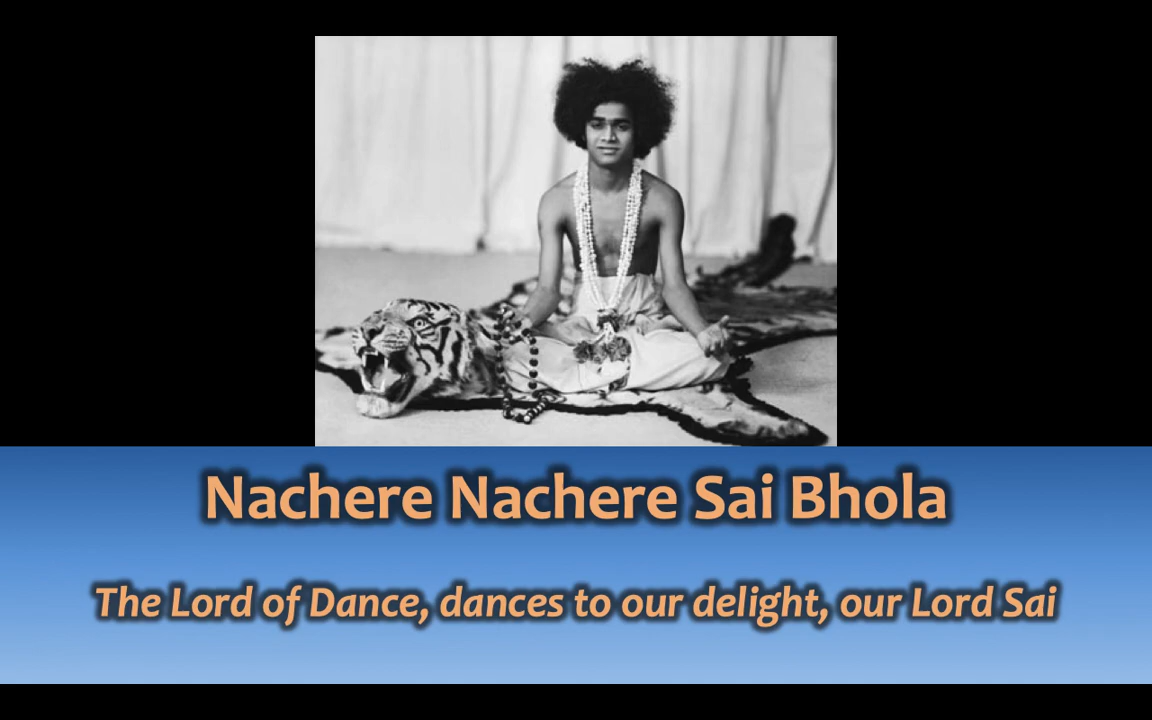 Nachere Nachere Sai Bhola
The Lord of Dance, dances to our delight, our Lord Sai